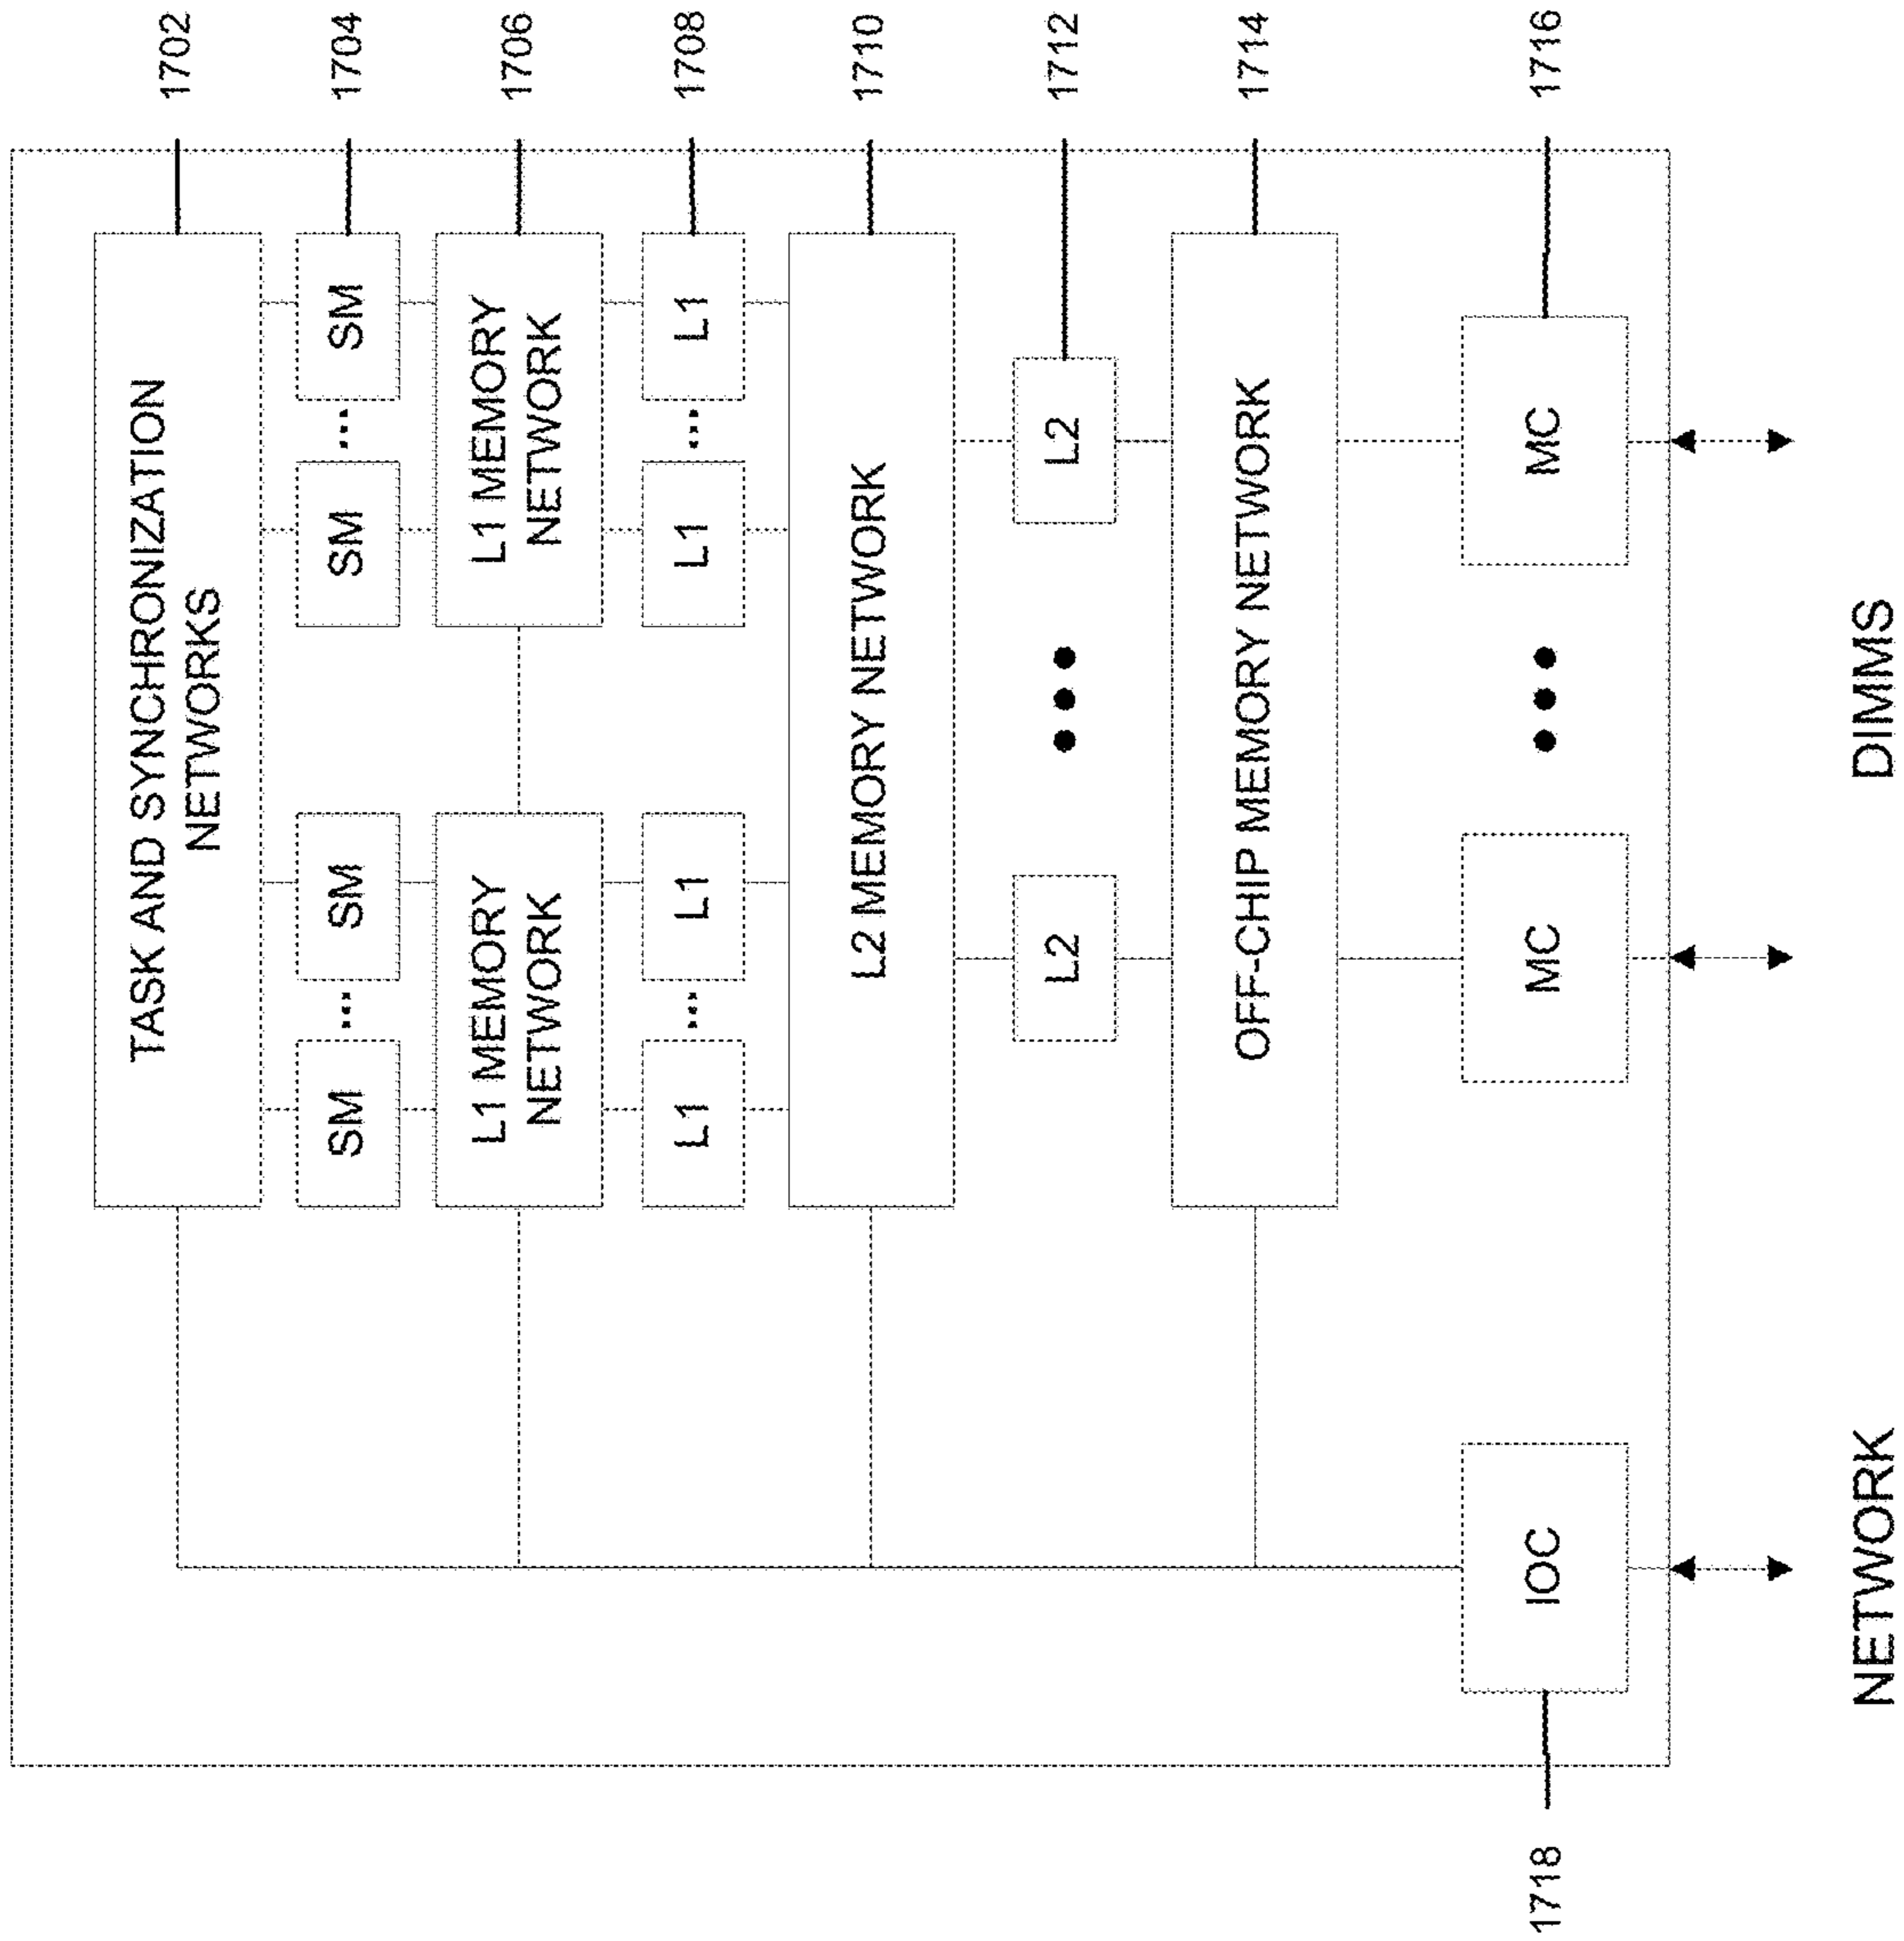 TASK AND SYNCHRONIZATION
NETWORKS
1702
SM ... SM SM ... SM 1704
L1 MEMORY
NETWORK
L1 MEMORY
NETWORK
1706
L1 ... L1 L1 ... L1 1708
L2 MEMORY NETWORK 1710
L2 ••• L2 1712
OFF-CHIP MEMORY NETWORK 1714
1718 IOC MC ••• MC 1716
NETWORK DIMMS